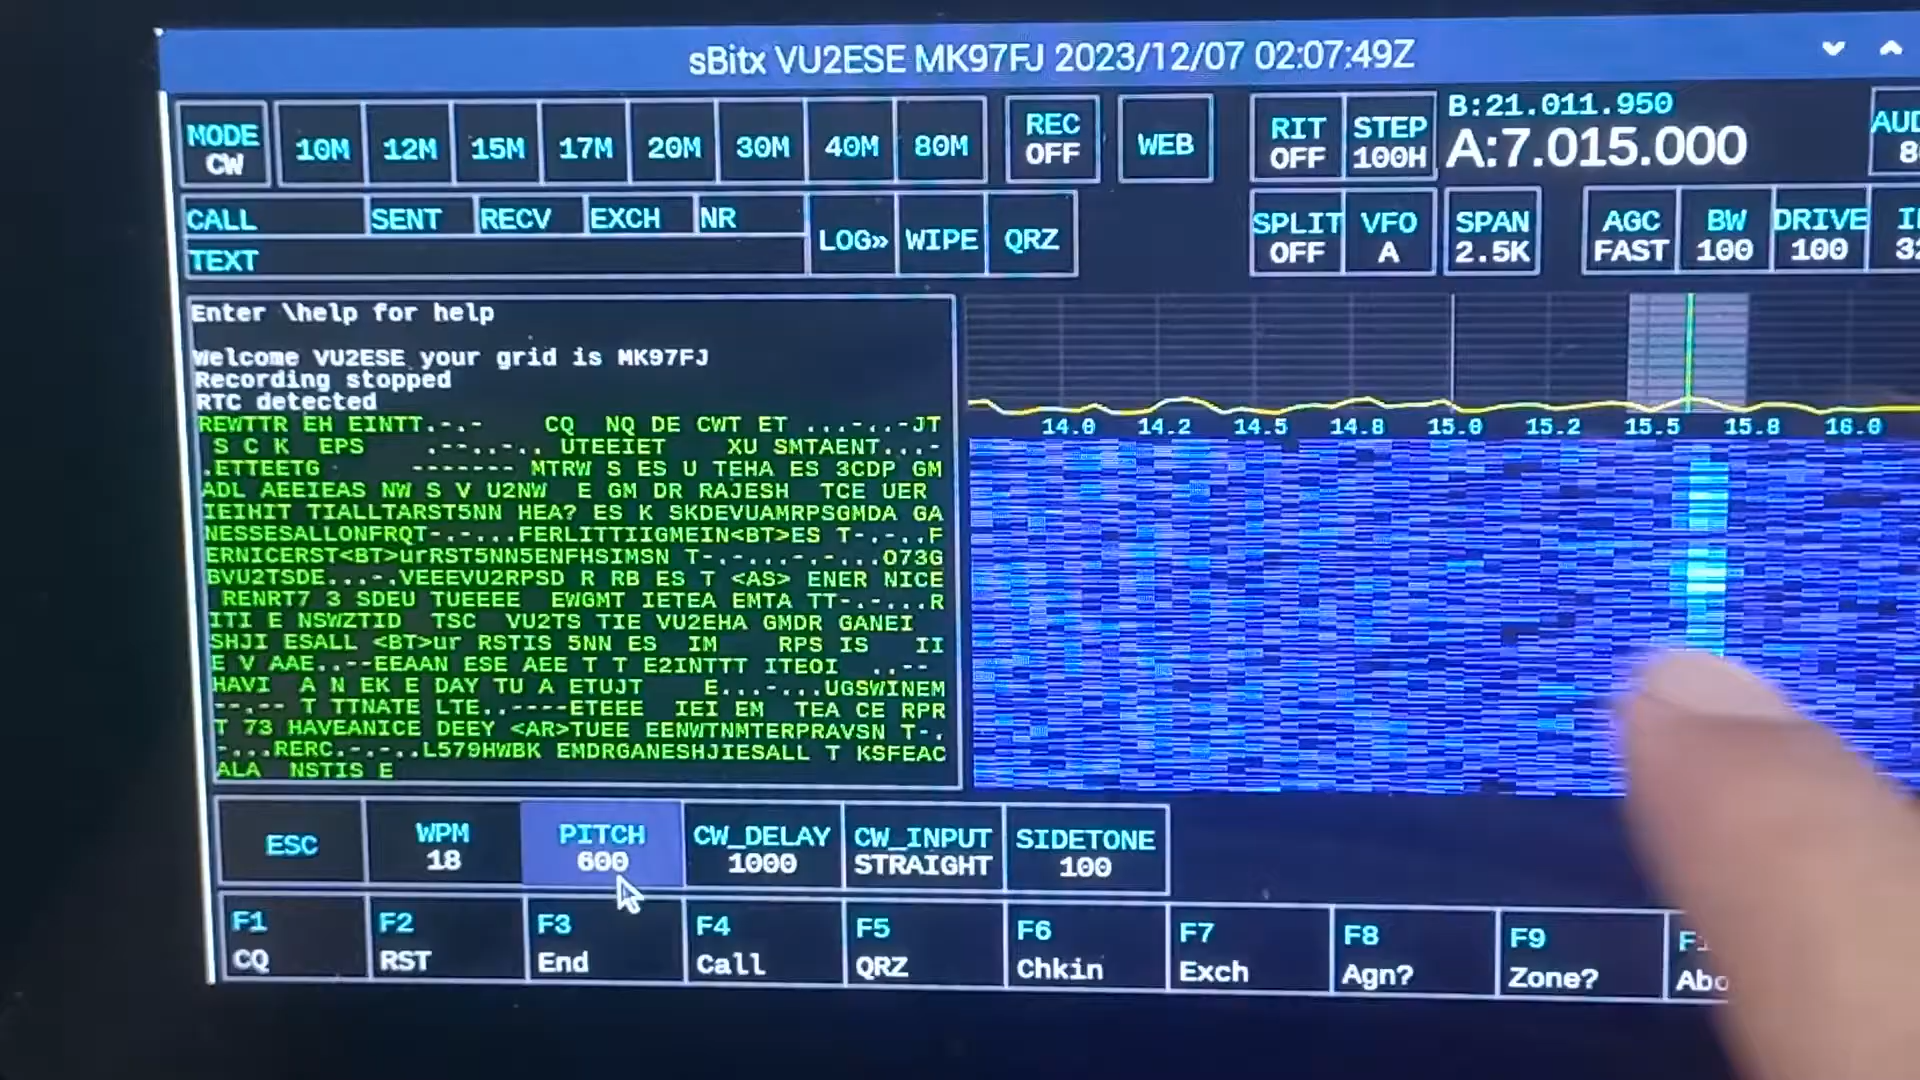 sBitx VU2ESE MK97FJ 2023/12/07 02:07:49Z
MODE CW 10M 12M 15M 17M 20M 30M 40M 80M REC OFF WEB RIT OFF STEP 100H
B:21.011.950
A:7.015.000
CALL SENT RECV EXCH NR
TEXT
LOG» WIPE QRZ SPLIT OFF VFO A SPAN 2.5K AGC FAST BW 100 DRIVE 100
Enter \help for help
Welcome VU2ESE your grid is MK97FJ
Recording stopped
RTC detected
REWTTR EH EINTT.-.- CQ NQ DE CWT ET ...-..-JT
S C K EPS .--.-.. UTEEIET XU SMTAENT...-
.ETTEETG ------- MTRW S ES U TEHA ES 3CDP GM
ADL AEEIEAS NW S V U2NW E GM DR RAJESH TCE UER
IEIHIT TIALLTARST5NN HEA? ES K SKDEVUAMRPSGMDA GA
NESSESALLONFRQT-.-...FERLITTIIGMEIN<BT>ES T-.-..F
ERNICERST<BT>urRST5NN5ENFHSIMSN T-.-...-.-..O73G
BVU2TSDE...-.VEEEVU2RPSD R RB ES T <AS> ENER NICE
RENRT7 3 SDEU TUEEEE EWGMT IETEA EMTA TT-.-...R
ITI E NSWZTID TSC VU2TS TIE VU2EHA GMDR GANEI
SHJI ESALL <BT>ur RSTIS 5NN ES IM RPS IS II
E V AAE..--EEAAN ESE AEE T T E2INTTT ITEOI ..--
HAVI A N EK E DAY TU A ETUJT E...-...UGSWINEM
--.-- T TTNATE LTE..----ETEEE IEI EM TEA CE RPR
T 73 HAVEANICE DEEY <AR>TUEE EENWTNMTERPRAVSN T-.
-...RERC.-.-..L579HWBK EMDRGANESHJIESALL T KSFEAC
ALA NSTIS E
14.0 14.2 14.5 14.8 15.0 15.2 15.5 15.8 16.0
ESC WPM 18 PITCH 600 CW_DELAY 1000 CW_INPUT STRAIGHT SIDETONE 100
F1 CQ F2 RST F3 End F4 Call F5 QRZ F6 Chkin F7 Exch F8 Agn? F9 Zone?